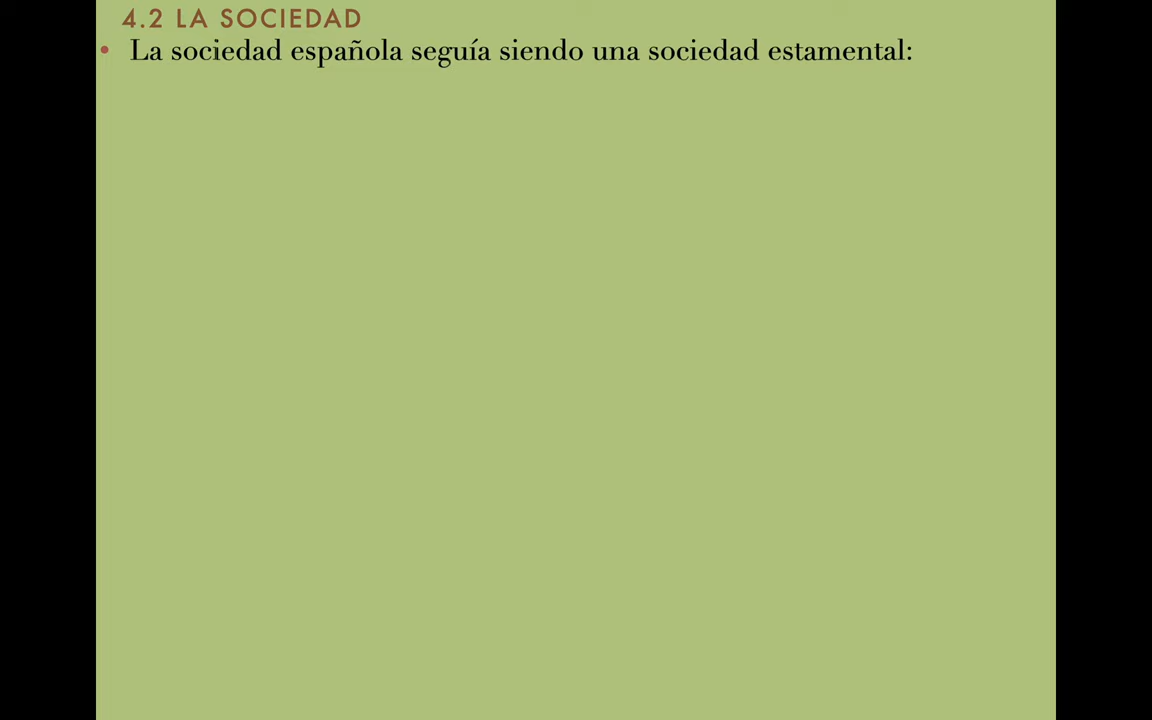 4.2 LA SOCIEDAD
• La sociedad española seguía siendo una sociedad estamental: